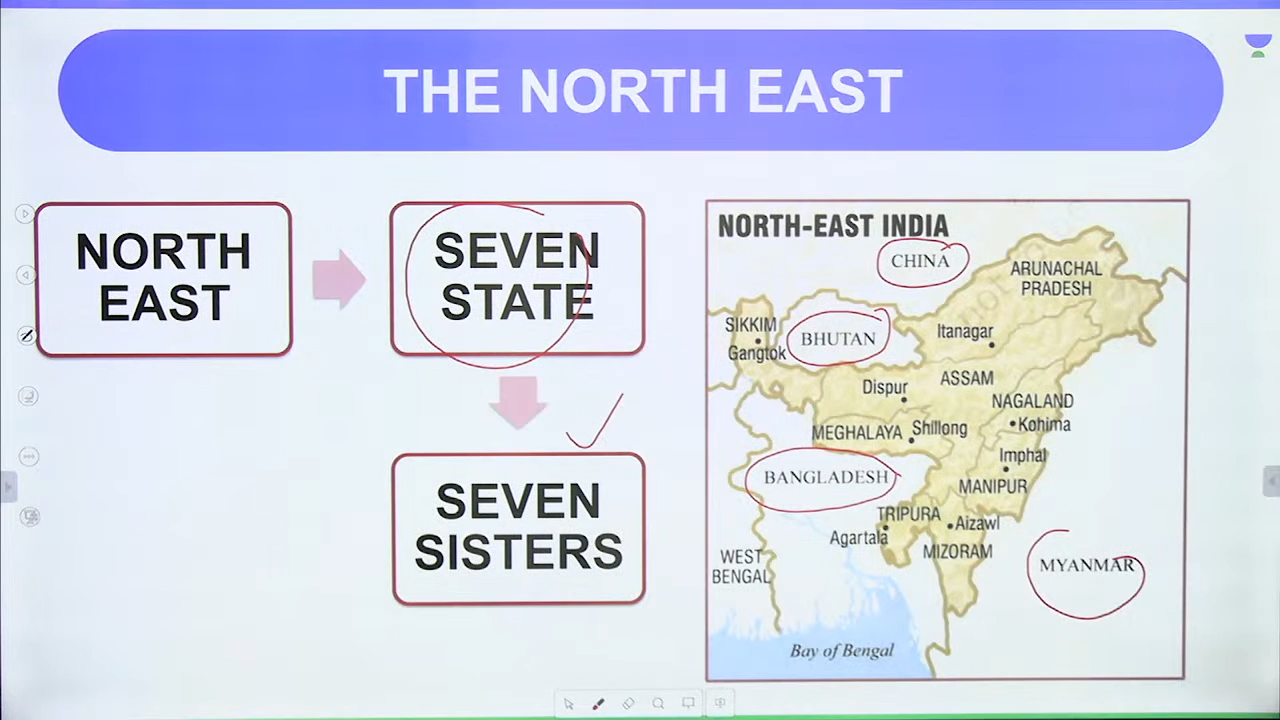 THE NORTH EAST
NORTH
EAST
SEVEN
STATE
SEVEN
SISTERS
NORTH-EAST INDIA
CHINA
ARUNACHAL
PRADESH
SIKKIM
Gangtok
BHUTAN
Itanagar
Dispur
ASSAM
NAGALAND
Kohima
MEGHALAYA
Shillong
Imphal
BANGLADESH
MANIPUR
TRIPURA
Aizawl
Agartala
MIZORAM
WEST
BENGAL
MYANMAR
Bay of Bengal